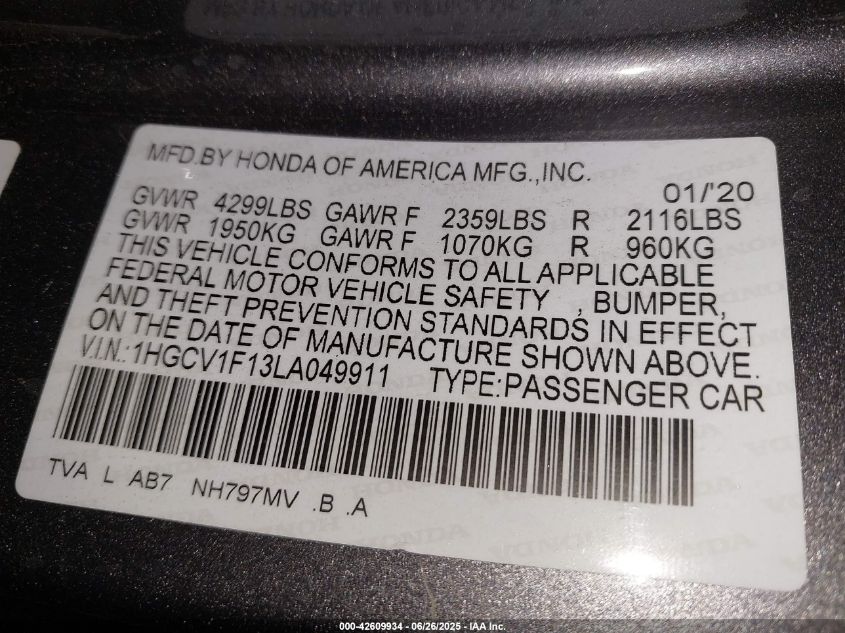 MFD.BY HONDA OF AMERICA MFG.,INC.
01/'20
GVWR 4299LBS GAWR F 2359LBS R 2116LBS
GVWR 1950KG GAWR F 1070KG R 960KG
THIS VEHICLE CONFORMS TO ALL APPLICABLE
FEDERAL MOTOR VEHICLE SAFETY , BUMPER,
AND THEFT PREVENTION STANDARDS IN EFFECT
ON THE DATE OF MANUFACTURE SHOWN ABOVE.
V.I.N.:1HGCV1F13LA049911 TYPE:PASSENGER CAR
TVA L AB7 NH797MV .B .A
000-42609934 - 06/26/2025 - IAA Inc.